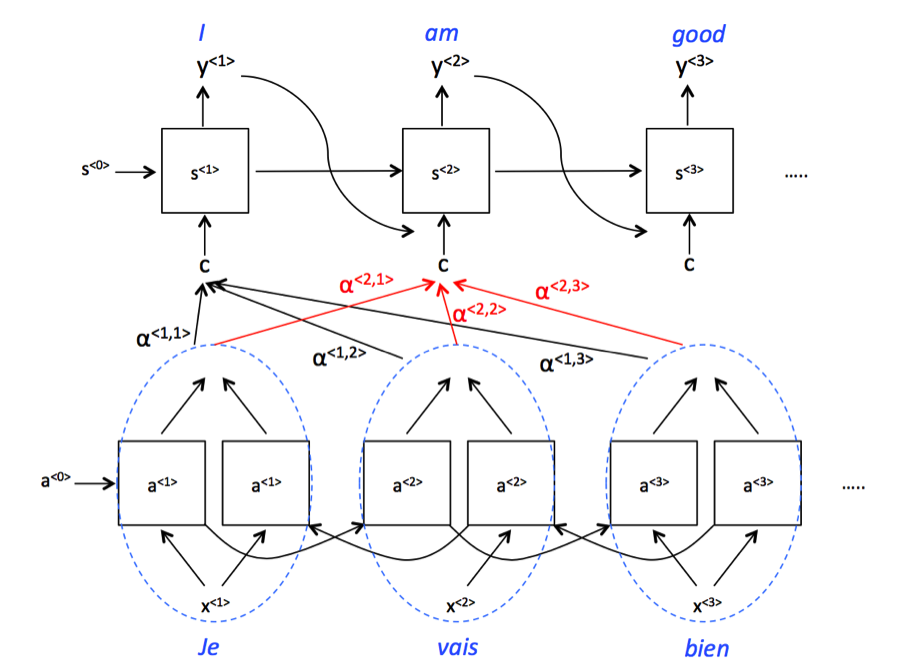 I am good
y<1> y<2> y<3>
s<0> s<1> s<2> s<3> .....
c c c
α<2,1> α<2,3>
α<2,2>
α<1,1> α<1,2> α<1,3>
a<0> a<1> a<1> a<2> a<2> a<3> a<3> .....
x<1> x<2> x<3>
Je vais bien